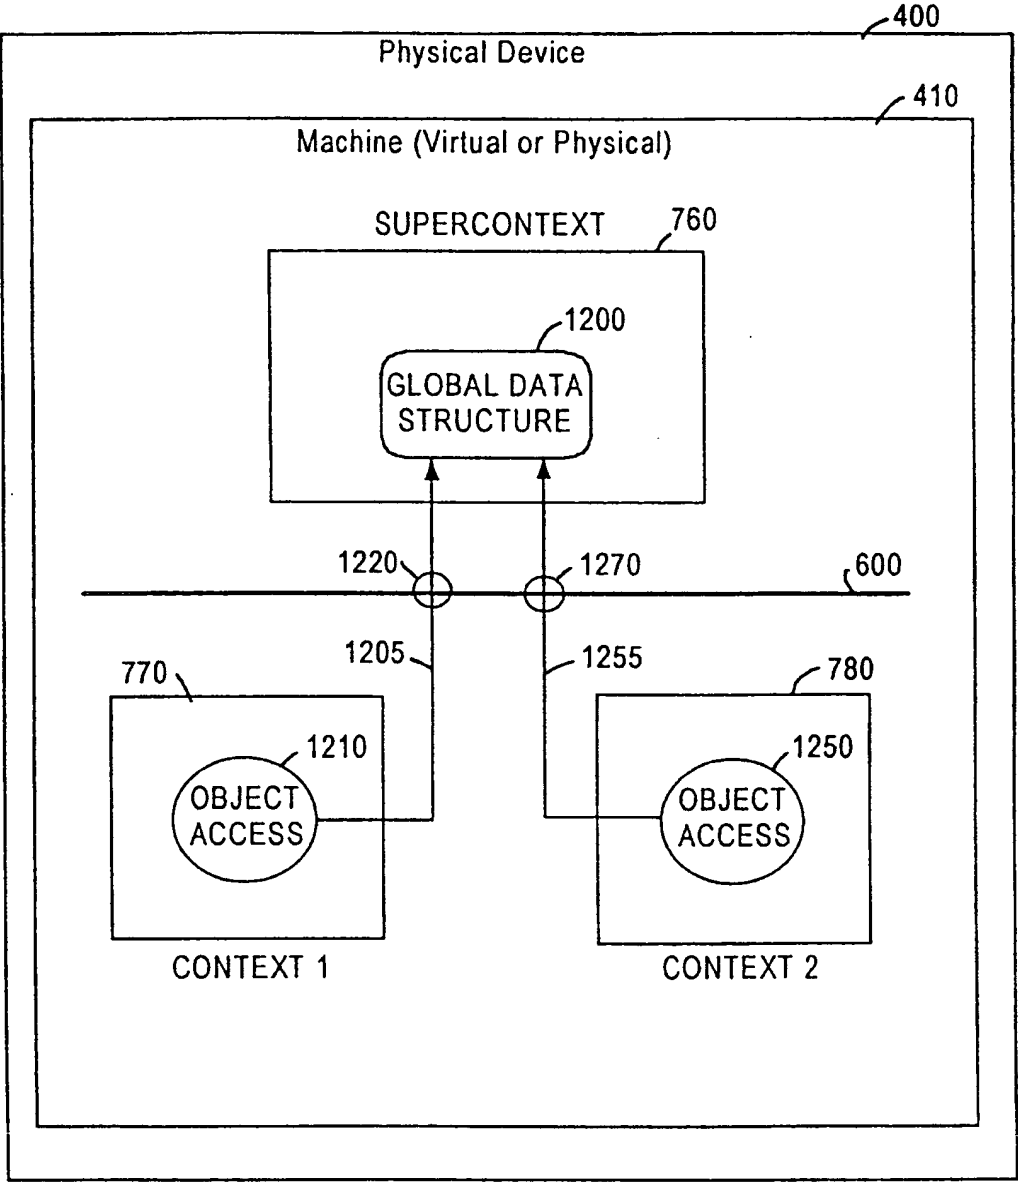 400
Physical Device
410
Machine (Virtual or Physical)
SUPERCONTEXT
760
1200
GLOBAL DATA
STRUCTURE
1220
1270
600
1205
1255
770
780
1210
1250
OBJECT
ACCESS
OBJECT
ACCESS
CONTEXT 1
CONTEXT 2